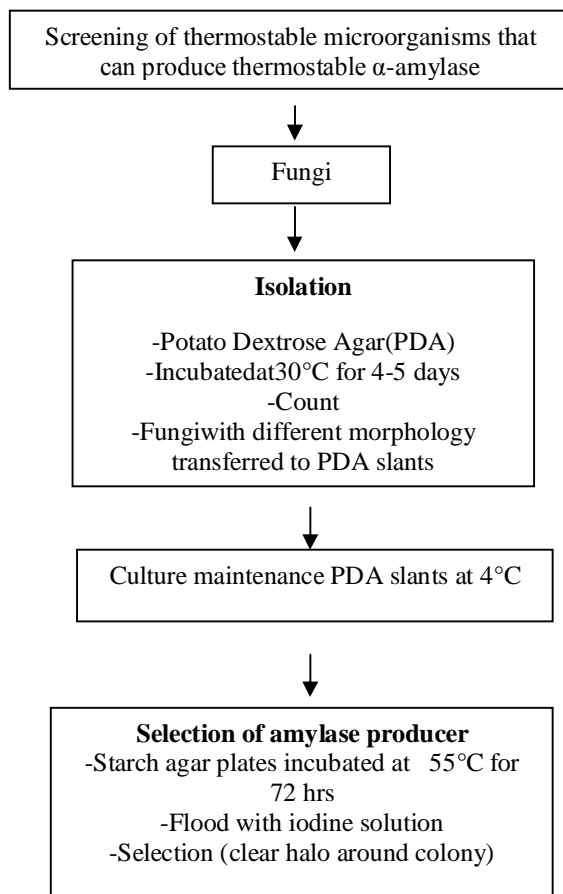 Screening of thermostable microorganisms that
can produce thermostable α-amylase
Fungi
Isolation
-Potato Dextrose Agar(PDA)
-Incubatedat30°C for 4-5 days
-Count
-Fungiwith different morphology
transferred to PDA slants
Culture maintenance PDA slants at 4°C
Selection of amylase producer
-Starch agar plates incubated at 55°C for
72 hrs
-Flood with iodine solution
-Selection (clear halo around colony)